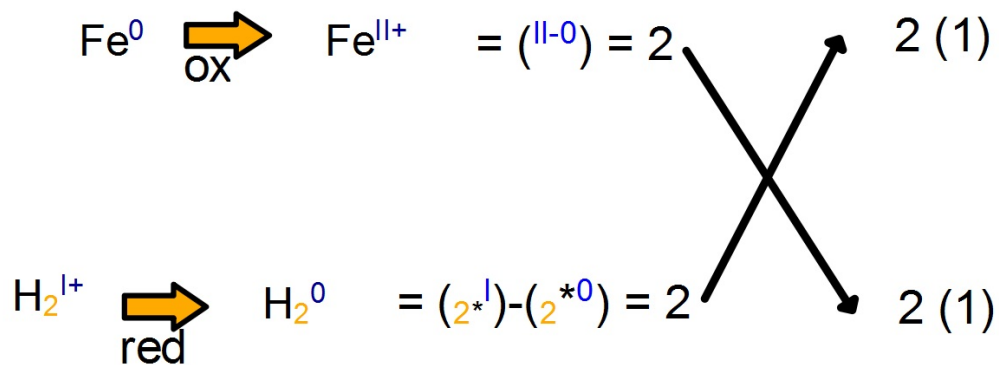 Fe⁰ Feᴵᴵ⁺ = (ᴵᴵ⁻⁰) = 2 2 (1)
ox
H₂ᴵ⁺ H₂⁰ = (₂*ᴵ)-(₂*⁰) = 2 2 (1)
red